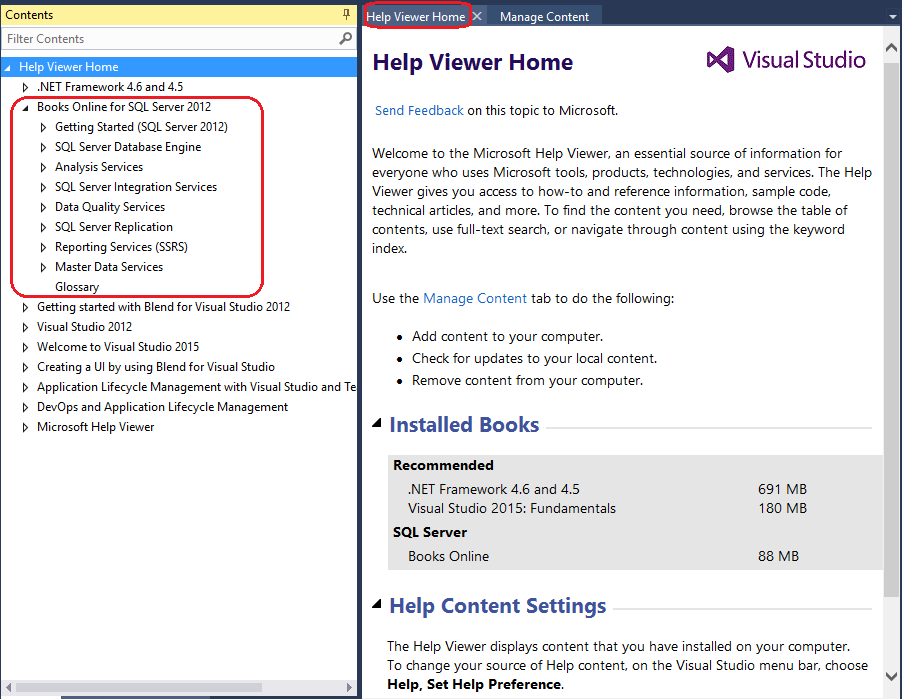 Contents
Filter Contents
Help Viewer Home
.NET Framework 4.6 and 4.5
Books Online for SQL Server 2012
Getting Started (SQL Server 2012)
SQL Server Database Engine
Analysis Services
SQL Server Integration Services
Data Quality Services
SQL Server Replication
Reporting Services (SSRS)
Master Data Services
Glossary
Getting started with Blend for Visual Studio 2012
Visual Studio 2012
Welcome to Visual Studio 2015
Creating a UI by using Blend for Visual Studio
Application Lifecycle Management with Visual Studio and Te
DevOps and Application Lifecycle Management
Microsoft Help Viewer
Help Viewer Home
Manage Content
Help Viewer Home
Visual Studio
Send Feedback on this topic to Microsoft.
Welcome to the Microsoft Help Viewer, an essential source of information for
everyone who uses Microsoft tools, products, technologies, and services. The Help
Viewer gives you access to how-to and reference information, sample code,
technical articles, and more. To find the content you need, browse the table of
contents, use full-text search, or navigate through content using the keyword
index.
Use the Manage Content tab to do the following:
• Add content to your computer.
• Check for updates to your local content.
• Remove content from your computer.
Installed Books
Recommended
.NET Framework 4.6 and 4.5 691 MB
Visual Studio 2015: Fundamentals 180 MB
SQL Server
Books Online 88 MB
Help Content Settings
The Help Viewer displays content that you have installed on your computer.
To change your source of Help content, on the Visual Studio menu bar, choose
Help, Set Help Preference.